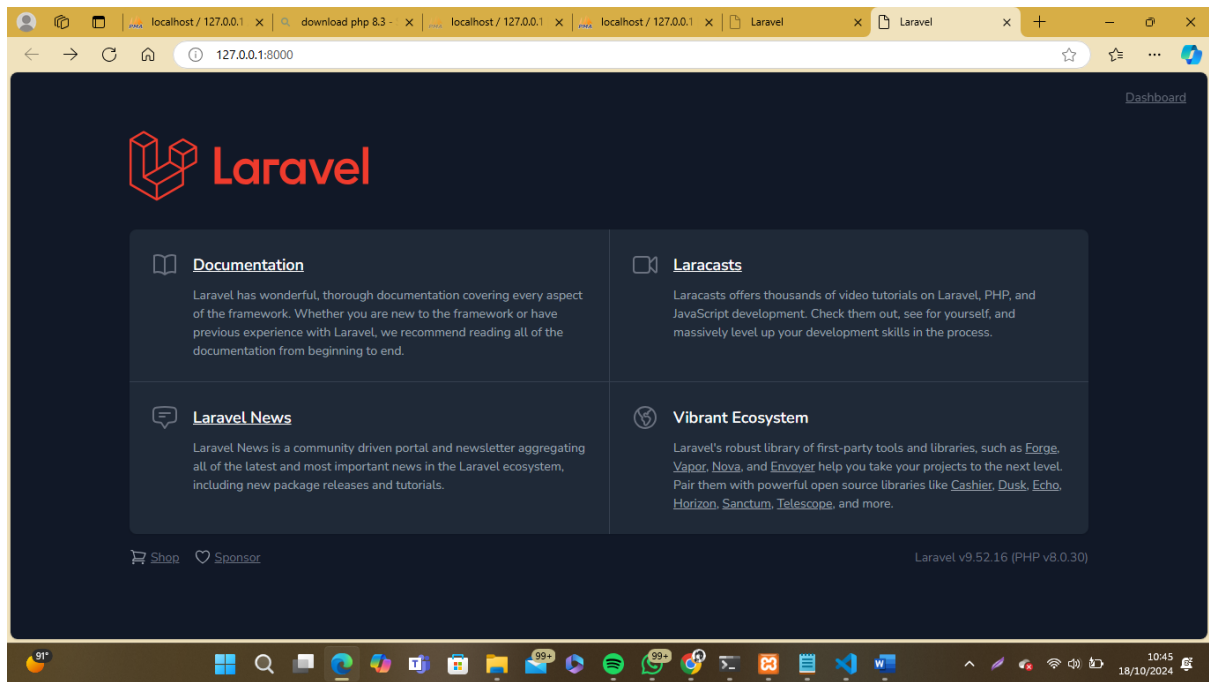 localhost / 127.0.0.1
download php 8.3 -
localhost / 127.0.0.1
localhost / 127.0.0.1
Laravel
Laravel
127.0.0.1:8000
Dashboard
Laravel
Documentation
Laravel has wonderful, thorough documentation covering every aspect
of the framework. Whether you are new to the framework or have
previous experience with Laravel, we recommend reading all of the
documentation from beginning to end.
Laracasts
Laracasts offers thousands of video tutorials on Laravel, PHP, and
JavaScript development. Check them out, see for yourself, and
massively level up your development skills in the process.
Laravel News
Laravel News is a community driven portal and newsletter aggregating
all of the latest and most important news in the Laravel ecosystem,
including new package releases and tutorials.
Vibrant Ecosystem
Laravel's robust library of first-party tools and libraries, such as Forge,
Vapor, Nova, and Envoyer help you take your projects to the next level.
Pair them with powerful open source libraries like Cashier, Dusk, Echo,
Horizon, Sanctum, Telescope, and more.
Shop
Sponsor
Laravel v9.52.16 (PHP v8.0.30)
91°
99+
99+
10:45
18/10/2024